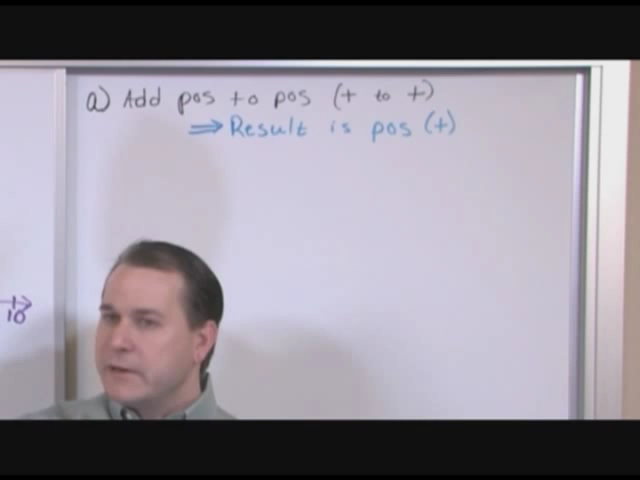 a) Add pos to pos (+ to +)
⇒ Result is pos (+)
10